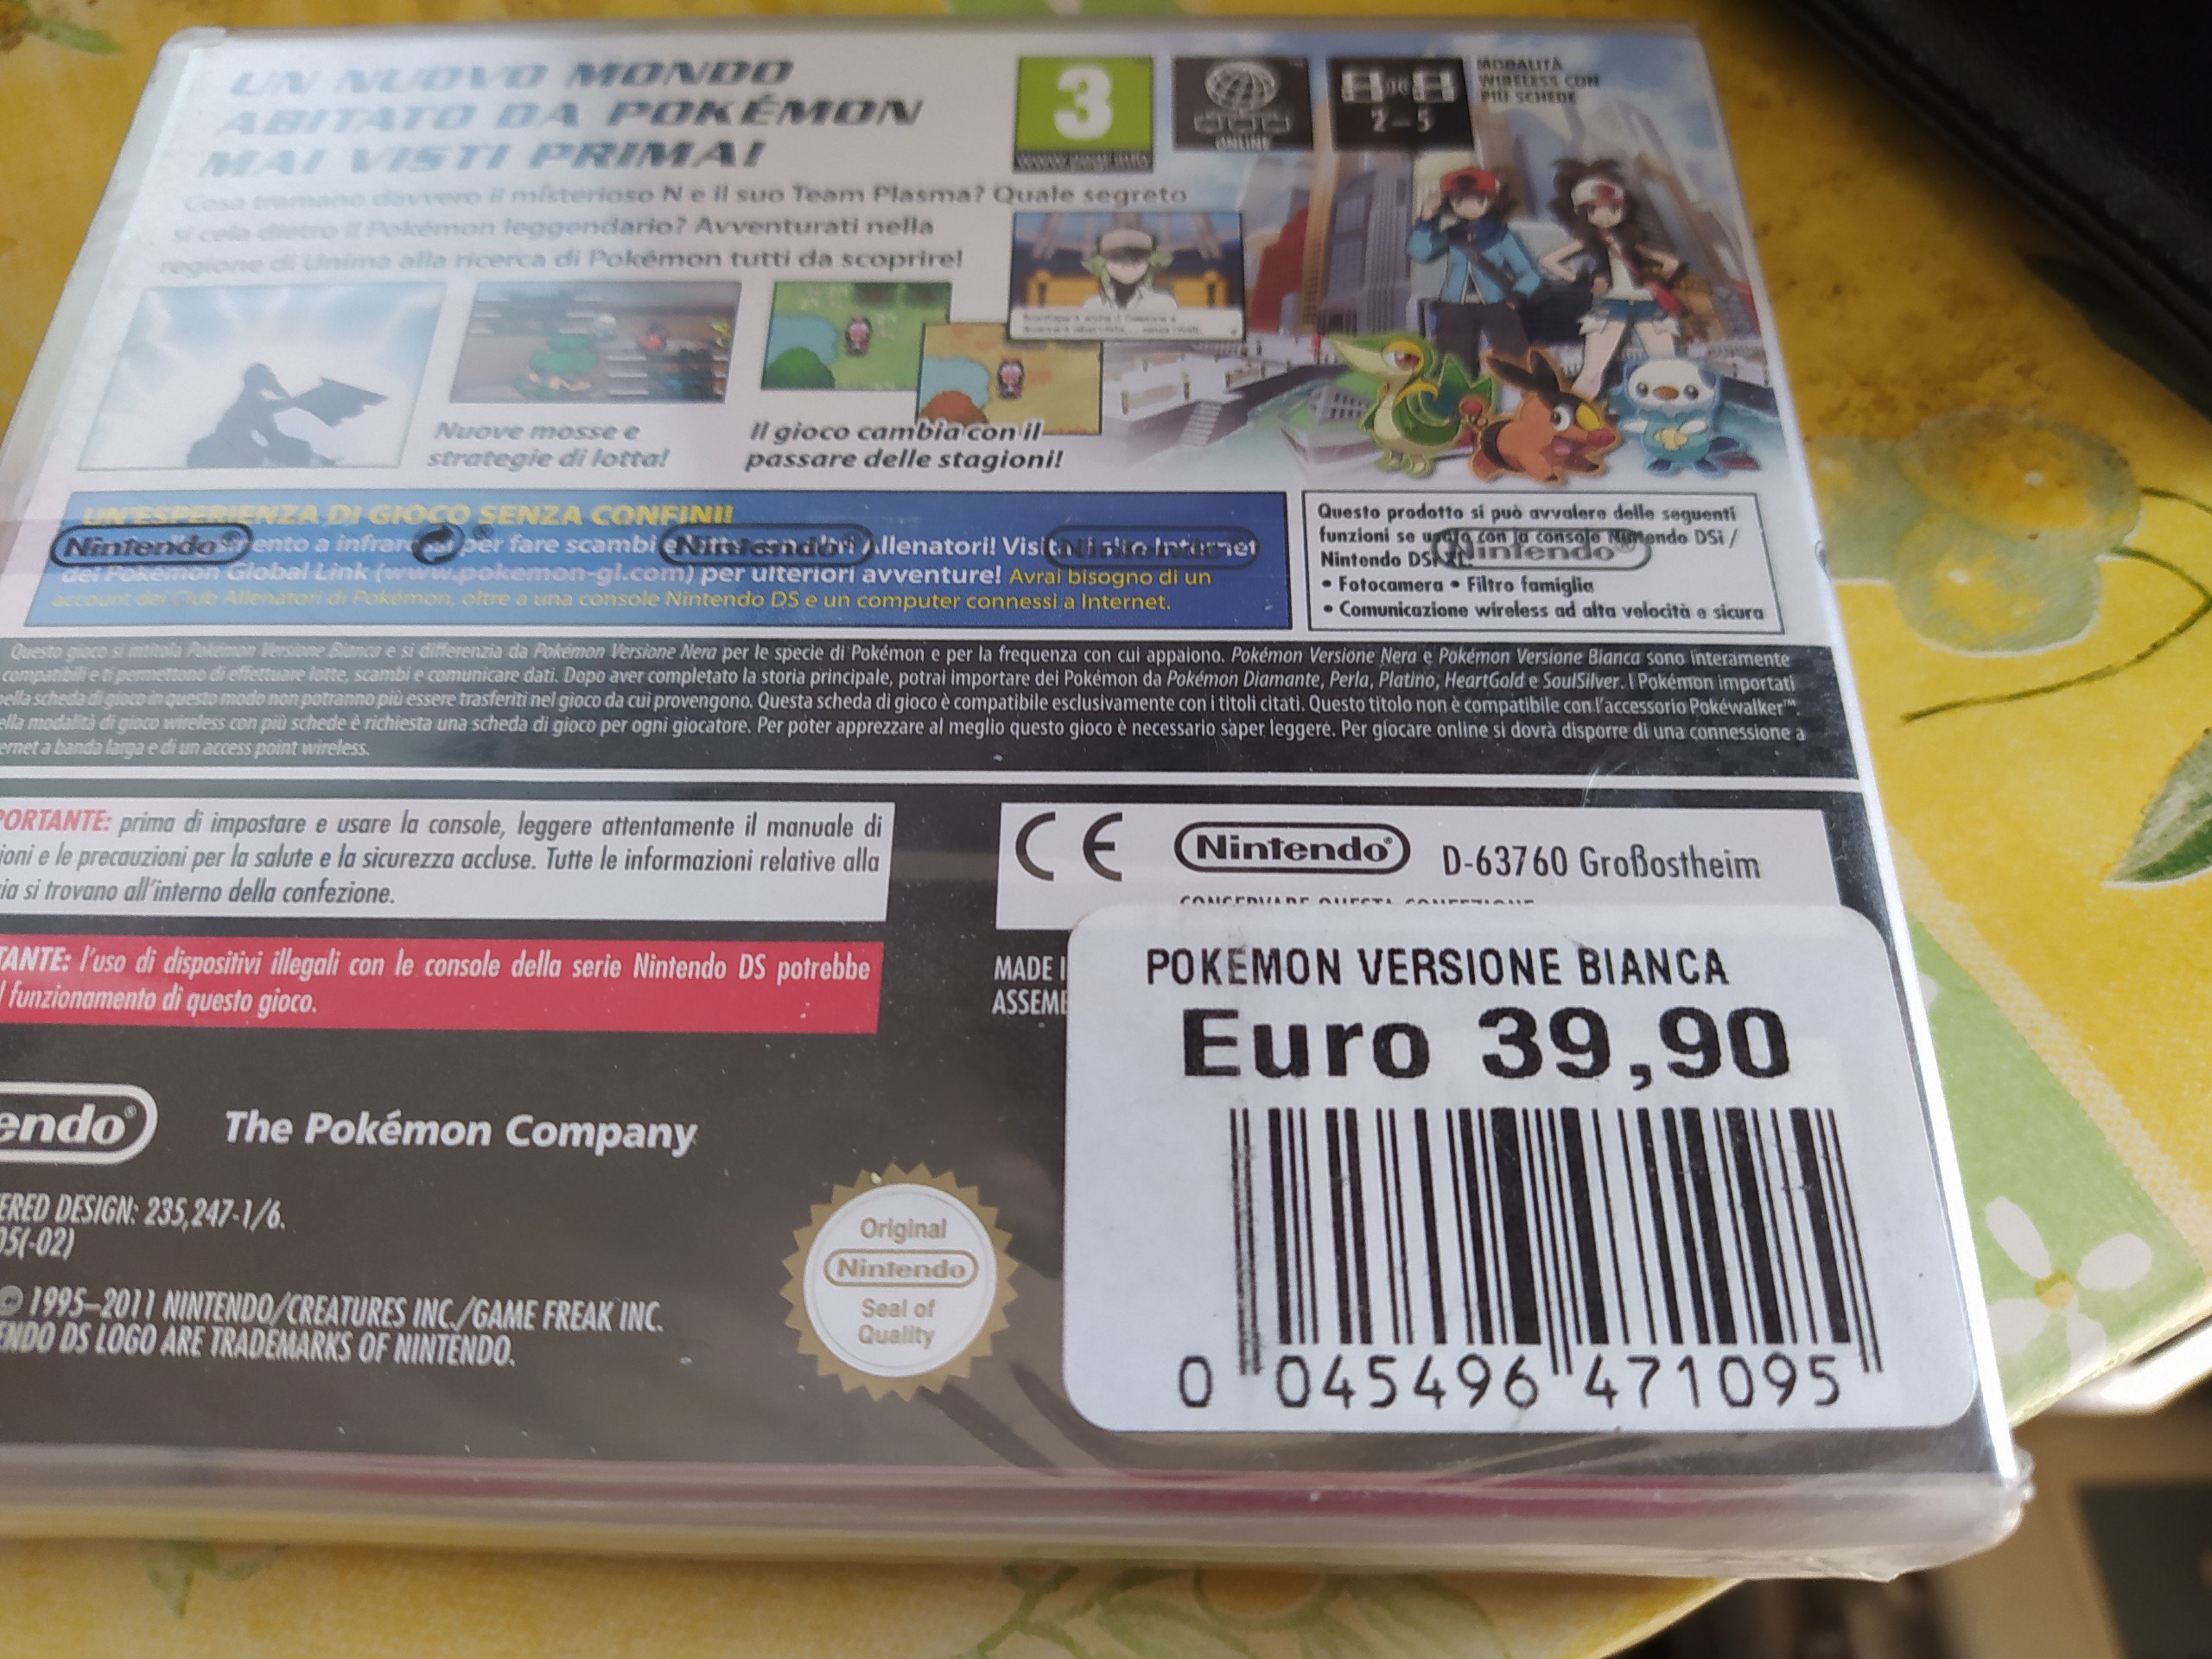 UN NUOVO MONDO
ABITATO DA POKÉMON
MAI VISTI PRIMA!
3
ONLINE
2-5
MODALITÀ
WIRELESS CON
PIÙ SCHEDE
Cosa tramano davvero il misterioso N e il suo Team Plasma? Quale segreto
si cela dietro il Pokémon leggendario? Avventurati nella
regione di Unima alla ricerca di Pokémon tutti da scoprire!
Nuove mosse e
strategie di lotta!
Il gioco cambia con il
passare delle stagioni!
UN'ESPERIENZA DI GIOCO SENZA CONFINI!
ento a infrar per fare scambi Allenatori! Visita il sito Internet
del Pokémon Global Link (www.pokemon-gl.com) per ulteriori avventure! Avrai bisogno di un
account del Club Allenatori di Pokémon, oltre a una console Nintendo DS e un computer connessi a Internet.
Nintendo® ® Nintendo® Nintendo Nintendo®
Questo prodotto si può avvalere delle seguenti
funzioni se usato con la console Nintendo DSi /
Nintendo DSi XL:
• Fotocamera • Filtro famiglia
• Comunicazione wireless ad alta velocità e sicura
Questo gioco si intitola Pokémon Versione Bianca e si differenzia da Pokémon Versione Nera per le specie di Pokémon e per la frequenza con cui appaiono. Pokémon Versione Nera e Pokémon Versione Bianca sono interamente
compatibili e ti permettono di effettuare lotte, scambi e comunicare dati. Dopo aver completato la storia principale, potrai importare dei Pokémon da Pokémon Diamante, Perla, Platino, HeartGold e SoulSilver. I Pokémon importati
nella scheda di gioco in questo modo non potranno più essere trasferiti nel gioco da cui provengono. Questa scheda di gioco è compatibile esclusivamente con i titoli citati. Questo titolo non è compatibile con l'accessorio Pokéwalker™.
ella modalità di gioco wireless con più schede è richiesta una scheda di gioco per ogni giocatore. Per poter apprezzare al meglio questo gioco è necessario saper leggere. Per giocare online si dovrà disporre di una connessione a
ernet a banda larga e di un access point wireless.
PORTANTE: prima di impostare e usare la console, leggere attentamente il manuale di
ioni e le precauzioni per la salute e la sicurezza accluse. Tutte le informazioni relative alla
ia si trovano all'interno della confezione.
CE Nintendo® D-63760 Großostheim
CONSERVARE QUESTA CONFEZIONE
TANTE: l'uso di dispositivi illegali con le console della serie Nintendo DS potrebbe
l funzionamento di questo gioco.
MADE I
ASSEMB
POKEMON VERSIONE BIANCA
Euro 39,90
0 045496 471095
endo® The Pokémon Company
ERED DESIGN: 235,247-1/6.
05(-02)
© 1995–2011 NINTENDO/CREATURES INC./GAME FREAK INC.
ENDO DS LOGO ARE TRADEMARKS OF NINTENDO.
Original
Nintendo
Seal of
Quality